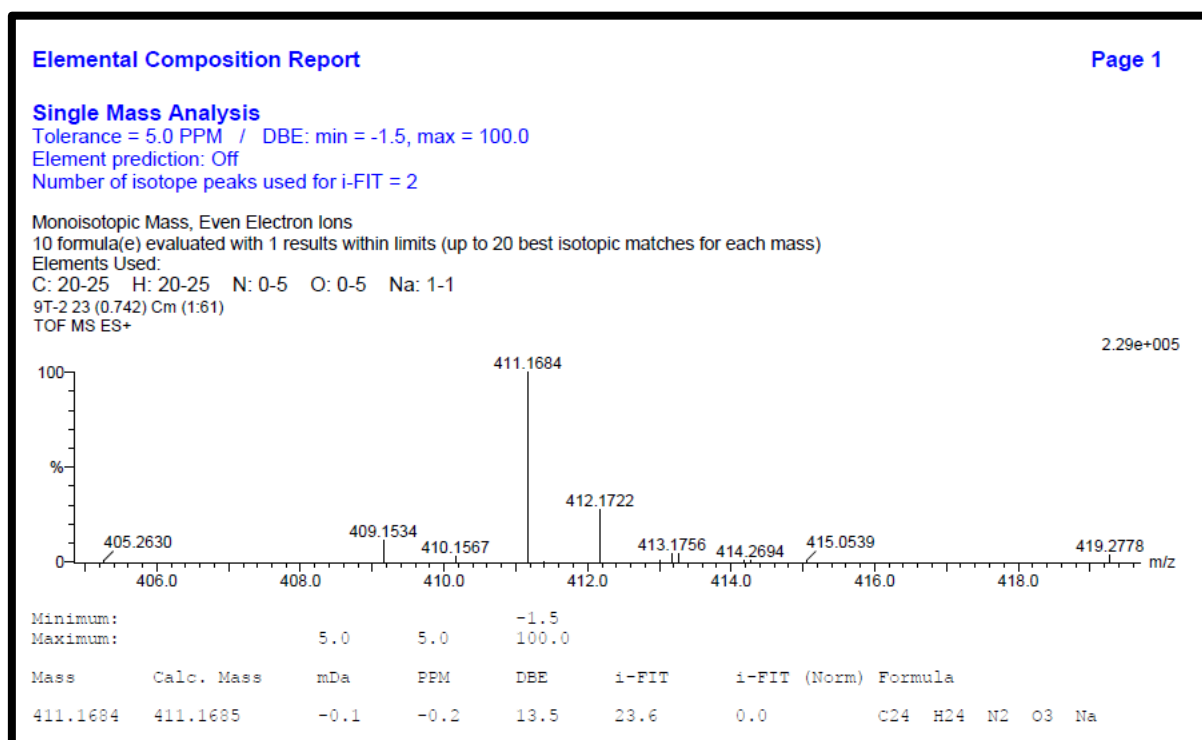 Elemental Composition Report Page 1
Single Mass Analysis
Tolerance = 5.0 PPM / DBE: min = -1.5, max = 100.0
Element prediction: Off
Number of isotope peaks used for i-FIT = 2
Monoisotopic Mass, Even Electron Ions
10 formula(e) evaluated with 1 results within limits (up to 20 best isotopic matches for each mass)
Elements Used:
C: 20-25 H: 20-25 N: 0-5 O: 0-5 Na: 1-1
9T-2 23 (0.742) Cm (1:61)
TOF MS ES+
2.29e+005
100
411.1684
%
412.1722
409.1534
405.2630 410.1567 413.1756 414.2694 415.0539 419.2778
0
m/z
406.0 408.0 410.0 412.0 414.0 416.0 418.0
Minimum: -1.5
Maximum: 5.0 5.0 100.0
Mass Calc. Mass mDa PPM DBE i-FIT i-FIT (Norm) Formula
411.1684 411.1685 -0.1 -0.2 13.5 23.6 0.0 C24 H24 N2 O3 Na